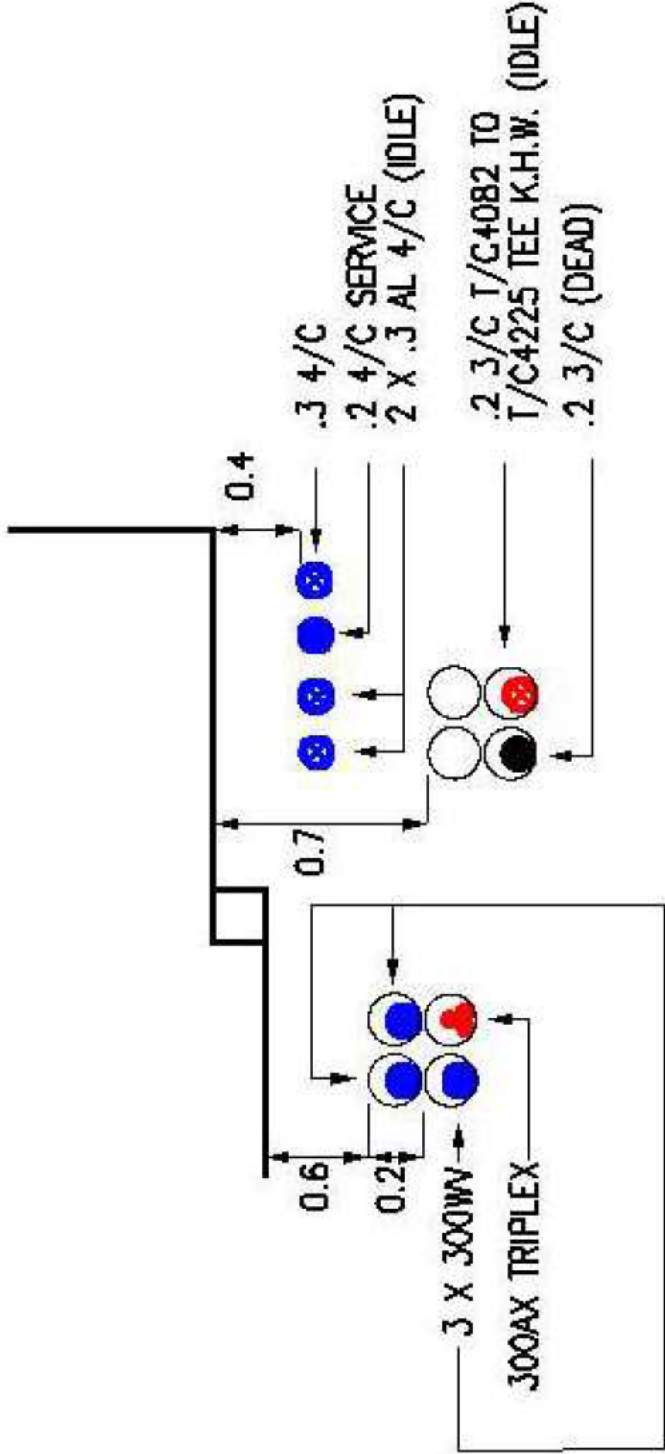 0.4
.3 4/C
.2 4/C SERVICE
2 X .3 AL 4/C (IDLE)
0.7
.2 3/C T/C4082 TO
T/C4225 TEE K.H.W. (IDLE)
.2 3/C (DEAD)
0.6
0.2
3 X 300WV
300AX TRIPLEX